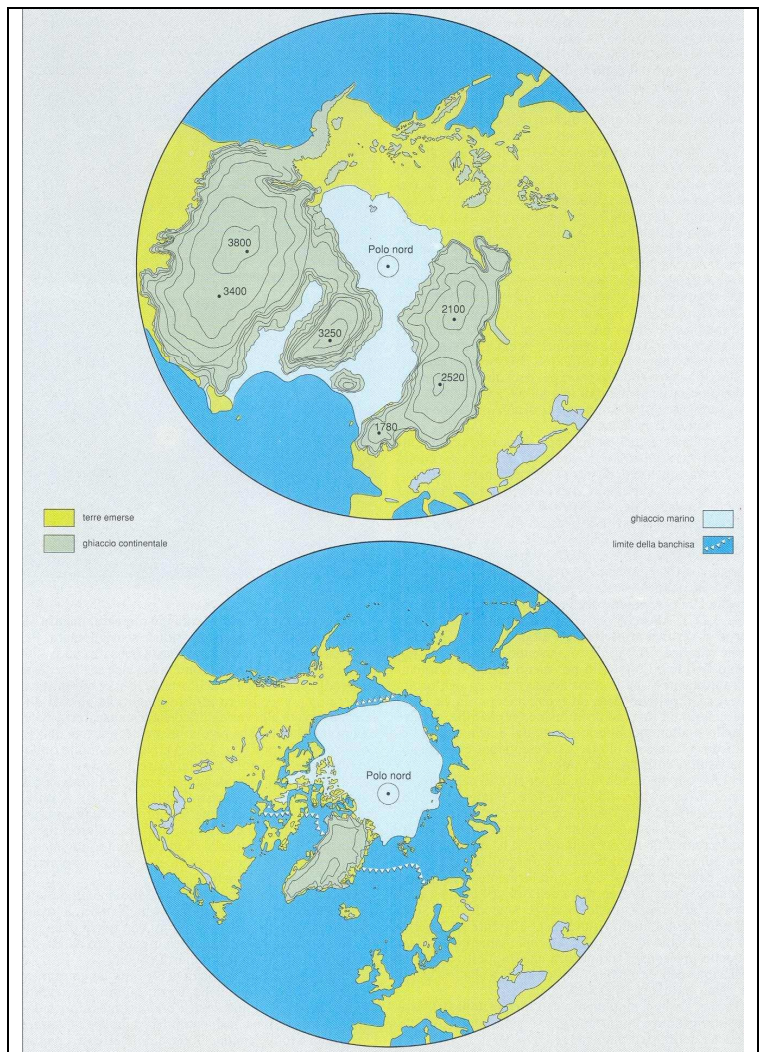 Polo nord
3800
3400
3250
2100
2520
1780
terre emerse
ghiaccio continentale
ghiaccio marino
limite della banchisa
Polo nord